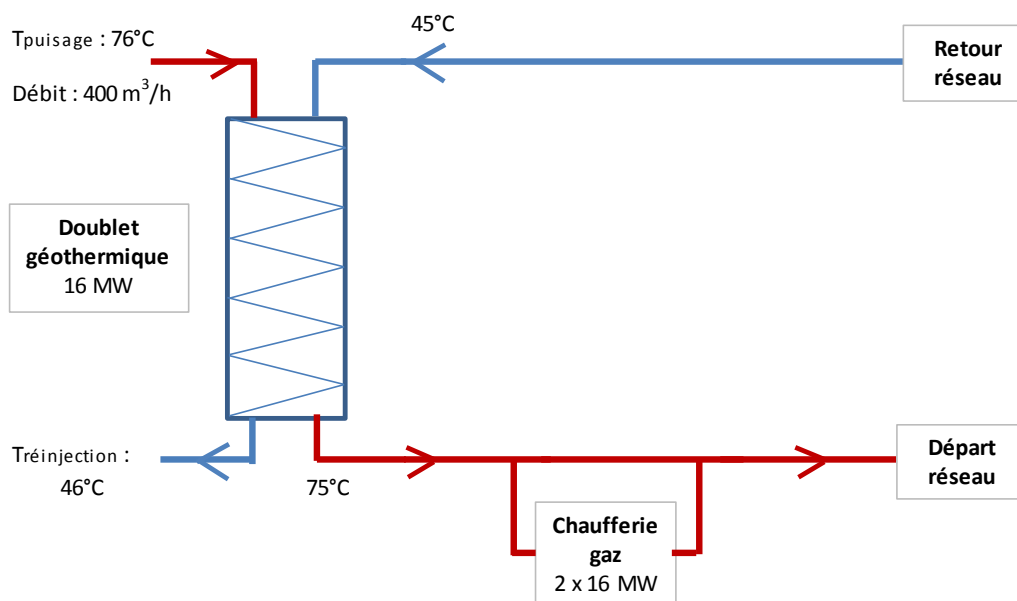 Tpuisage : 76°C
Débit : 400 m³/h
45°C
Retour
réseau
Doublet
géothermique
16 MW
Tréinjection :
46°C
75°C
Départ
réseau
Chaufferie
gaz
2 x 16 MW